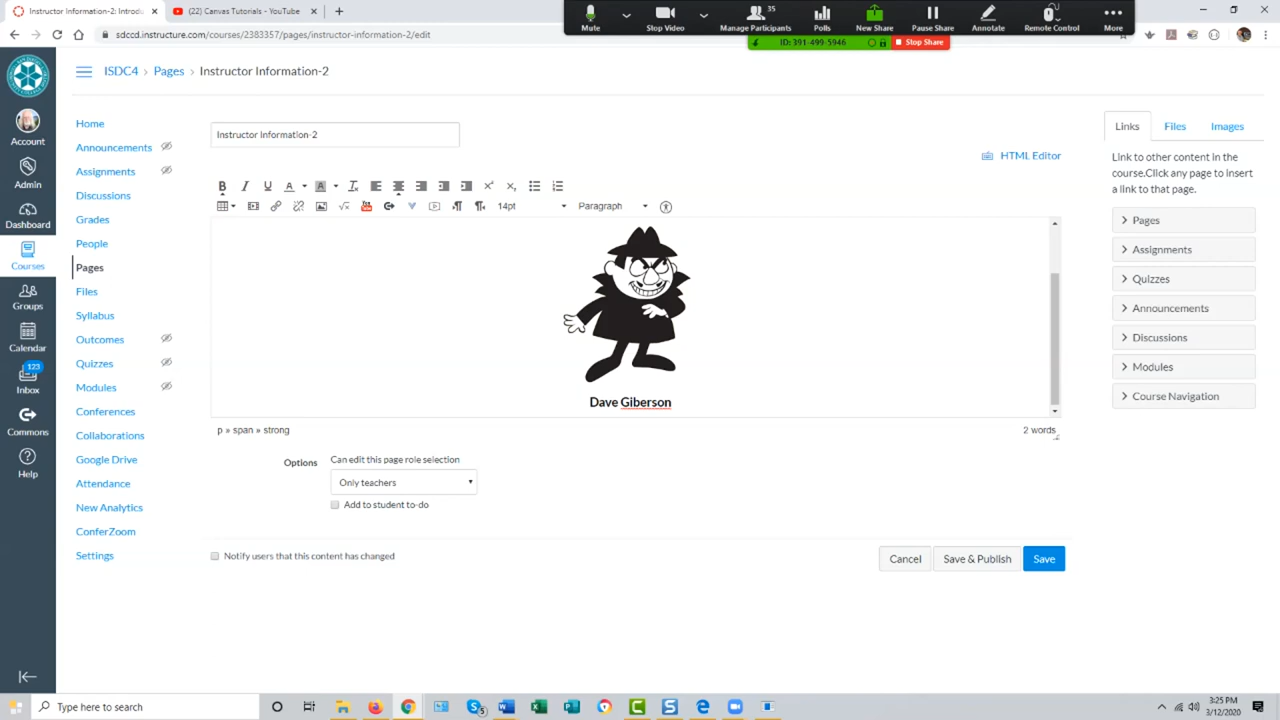 Instructor Information-2: Introdu
(22) Canvas Tutorials - YouTube
sdccd.instructure.com/courses/2383357/pages/instructor-information-2/edit
Mute
Stop Video
35
Manage Participants
Polls
New Share
Pause Share
Annotate
Remote Control
More
ID: 391-499-5946
Stop Share
ISDC4 › Pages › Instructor Information-2
Account
Admin
Dashboard
Courses
Groups
Calendar
123
Inbox
Commons
Help
Home
Announcements
Assignments
Discussions
Grades
People
Pages
Files
Syllabus
Outcomes
Quizzes
Modules
Conferences
Collaborations
Google Drive
Attendance
New Analytics
ConferZoom
Settings
Instructor Information-2
HTML Editor
14pt
Paragraph
Dave Giberson
p » span » strong
2 words
Options
Can edit this page role selection
Only teachers
Add to student to-do
Notify users that this content has changed
Cancel
Save & Publish
Save
Links
Files
Images
Link to other content in the
course.Click any page to insert
a link to that page.
Pages
Assignments
Quizzes
Announcements
Discussions
Modules
Course Navigation
Type here to search
3:25 PM
3/12/2020